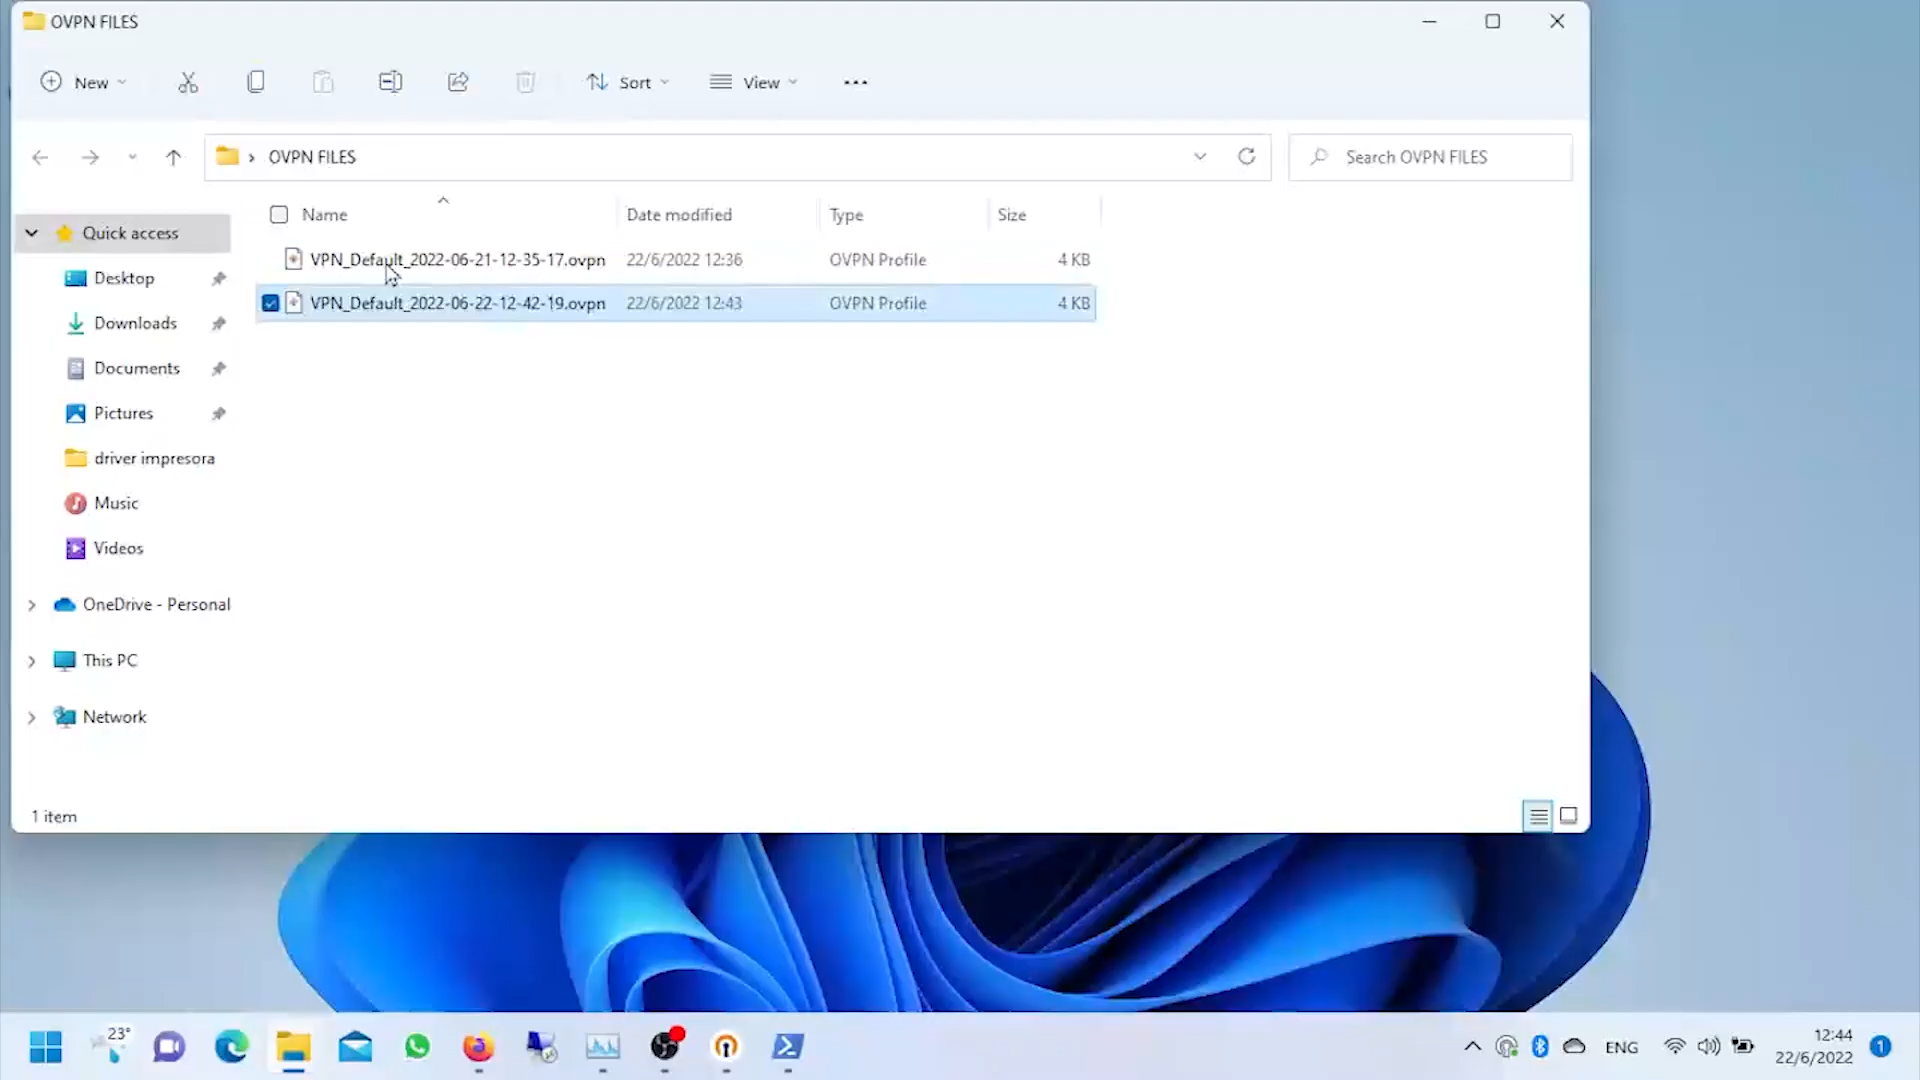 OVPN FILES
New
Sort
View
OVPN FILES
Search OVPN FILES
Name
Date modified
Type
Size
Quick access
VPN_Default_2022-06-21-12-35-17.ovpn 22/6/2022 12:36 OVPN Profile 4 KB
Desktop
VPN_Default_2022-06-22-12-42-19.ovpn 22/6/2022 12:43 OVPN Profile 4 KB
Downloads
Documents
Pictures
driver impresora
Music
Videos
OneDrive - Personal
This PC
Network
1 item
23°
ENG
12:44
22/6/2022
1